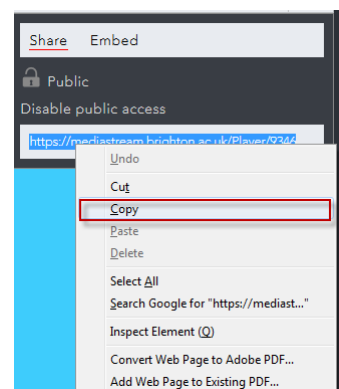 Share Embed
Public
Disable public access
https://mediastream.brighton.ac.uk/Player/9346
Undo
Cut
Copy
Paste
Delete
Select All
Search Google for "https://mediast..."
Inspect Element (Q)
Convert Web Page to Adobe PDF...
Add Web Page to Existing PDF...